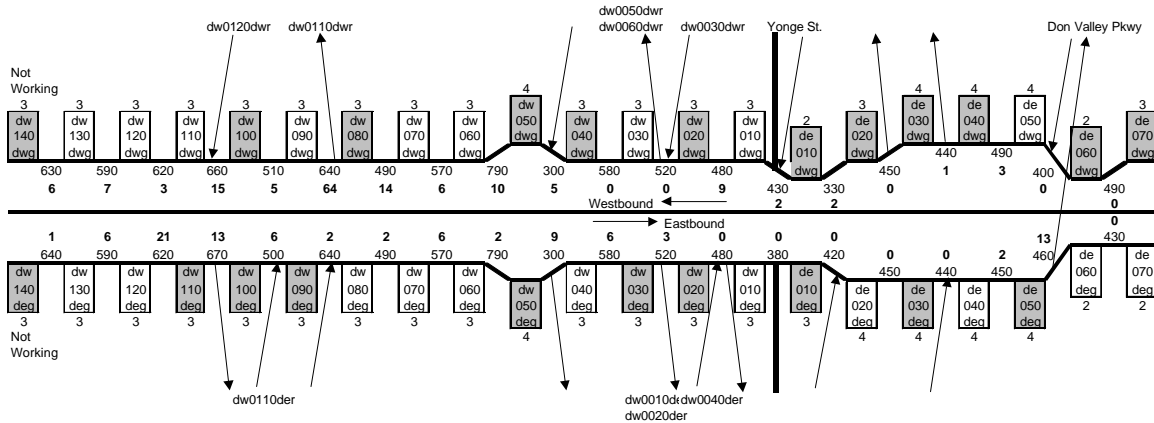 dw0050dwr
dw0120dwr dw0110dwr dw0060dwr dw0030dwr Yonge St. Don Valley Pkwy
Not
Working
4 4 4 4
3 3 3 3 3 3 3 3 3 dw 3 3 3 3 2 3 de de de 2 3
dw dw dw dw dw dw dw dw dw 050 dw dw dw dw de de 030 040 050 de de
140 130 120 110 100 090 080 070 060 dwg 040 030 020 010 010 020 dwg dwg dwg 060 070
dwg dwg dwg dwg dwg dwg dwg dwg dwg dwg dwg dwg dwg dwg dwg dwg dwg
630 590 620 660 510 640 490 570 790 300 580 520 480 430 330 450 440 490 400 490
6 7 3 15 5 64 14 6 10 5 0 0 9 2 2 0 1 3 0 0
Westbound
Eastbound
1 6 21 13 6 2 2 6 2 9 6 3 0 0 0 0 0 2 13 0
640 590 620 670 500 640 490 570 790 300 580 520 480 380 420 450 440 450 460 430
dw dw dw dw dw dw dw dw dw dw dw dw dw dw de de de de de de de
140 130 120 110 100 090 080 070 060 050 040 030 020 010 010 020 030 040 050 060 070
deg deg deg deg deg deg deg deg deg deg deg deg deg deg deg deg deg deg deg deg deg
3 3 3 3 3 3 3 3 3 4 3 3 3 3 3 4 4 4 4 2 2
Not
Working
dw0110der dw0010de dw0040der
dw0020der